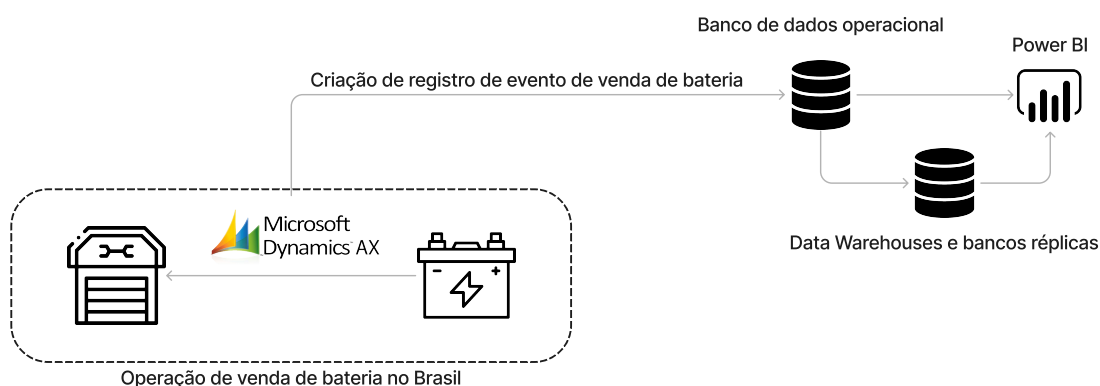 Banco de dados operacional
Power BI
Criação de registro de evento de venda de bateria
Microsoft
Dynamics AX
Data Warehouses e bancos réplicas
Operação de venda de bateria no Brasil